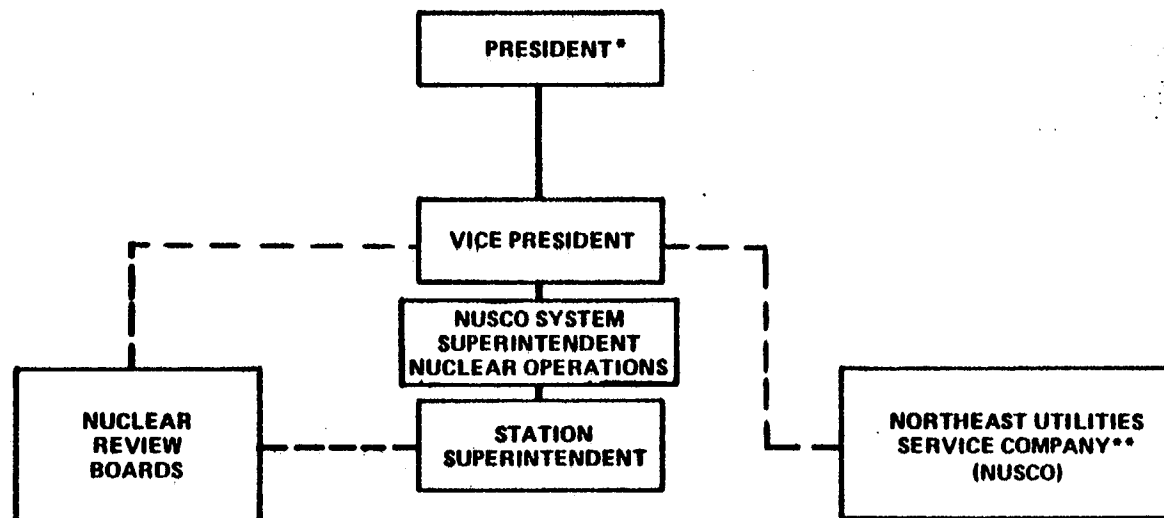 PRESIDENT*
VICE PRESIDENT
NUSCO SYSTEM
SUPERINTENDENT
NUCLEAR OPERATIONS
NUCLEAR
REVIEW
BOARDS
STATION
SUPERINTENDENT
NORTHEAST UTILITIES
SERVICE COMPANY**
(NUSCO)